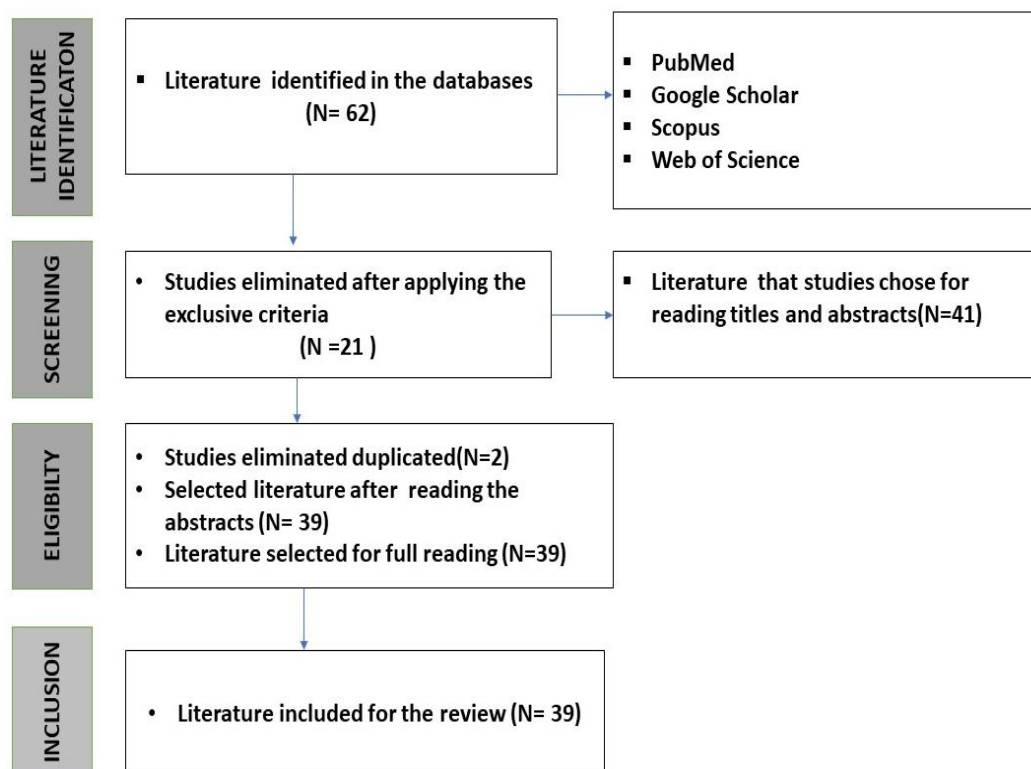 LITERATURE
IDENTIFICATON
▪ Literature identified in the databases
(N= 62)
▪ PubMed
▪ Google Scholar
▪ Scopus
▪ Web of Science
SCREENING
• Studies eliminated after applying the
exclusive criteria
(N =21 )
▪ Literature that studies chose for
reading titles and abstracts(N=41)
ELIGIBILTY
• Studies eliminated duplicated(N=2)
• Selected literature after reading the
abstracts (N= 39)
• Literature selected for full reading (N=39)
INCLUSION
• Literature included for the review (N= 39)